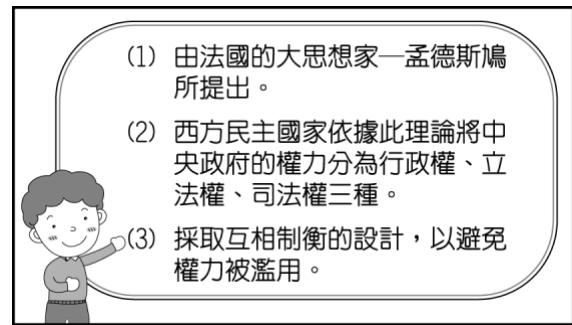 (1) 由法國的大思想家─孟德斯鳩
所提出。
(2) 西方民主國家依據此理論將中
央政府的權力分為行政權、立
法權、司法權三種。
(3) 採取互相制衡的設計，以避免
權力被濫用。